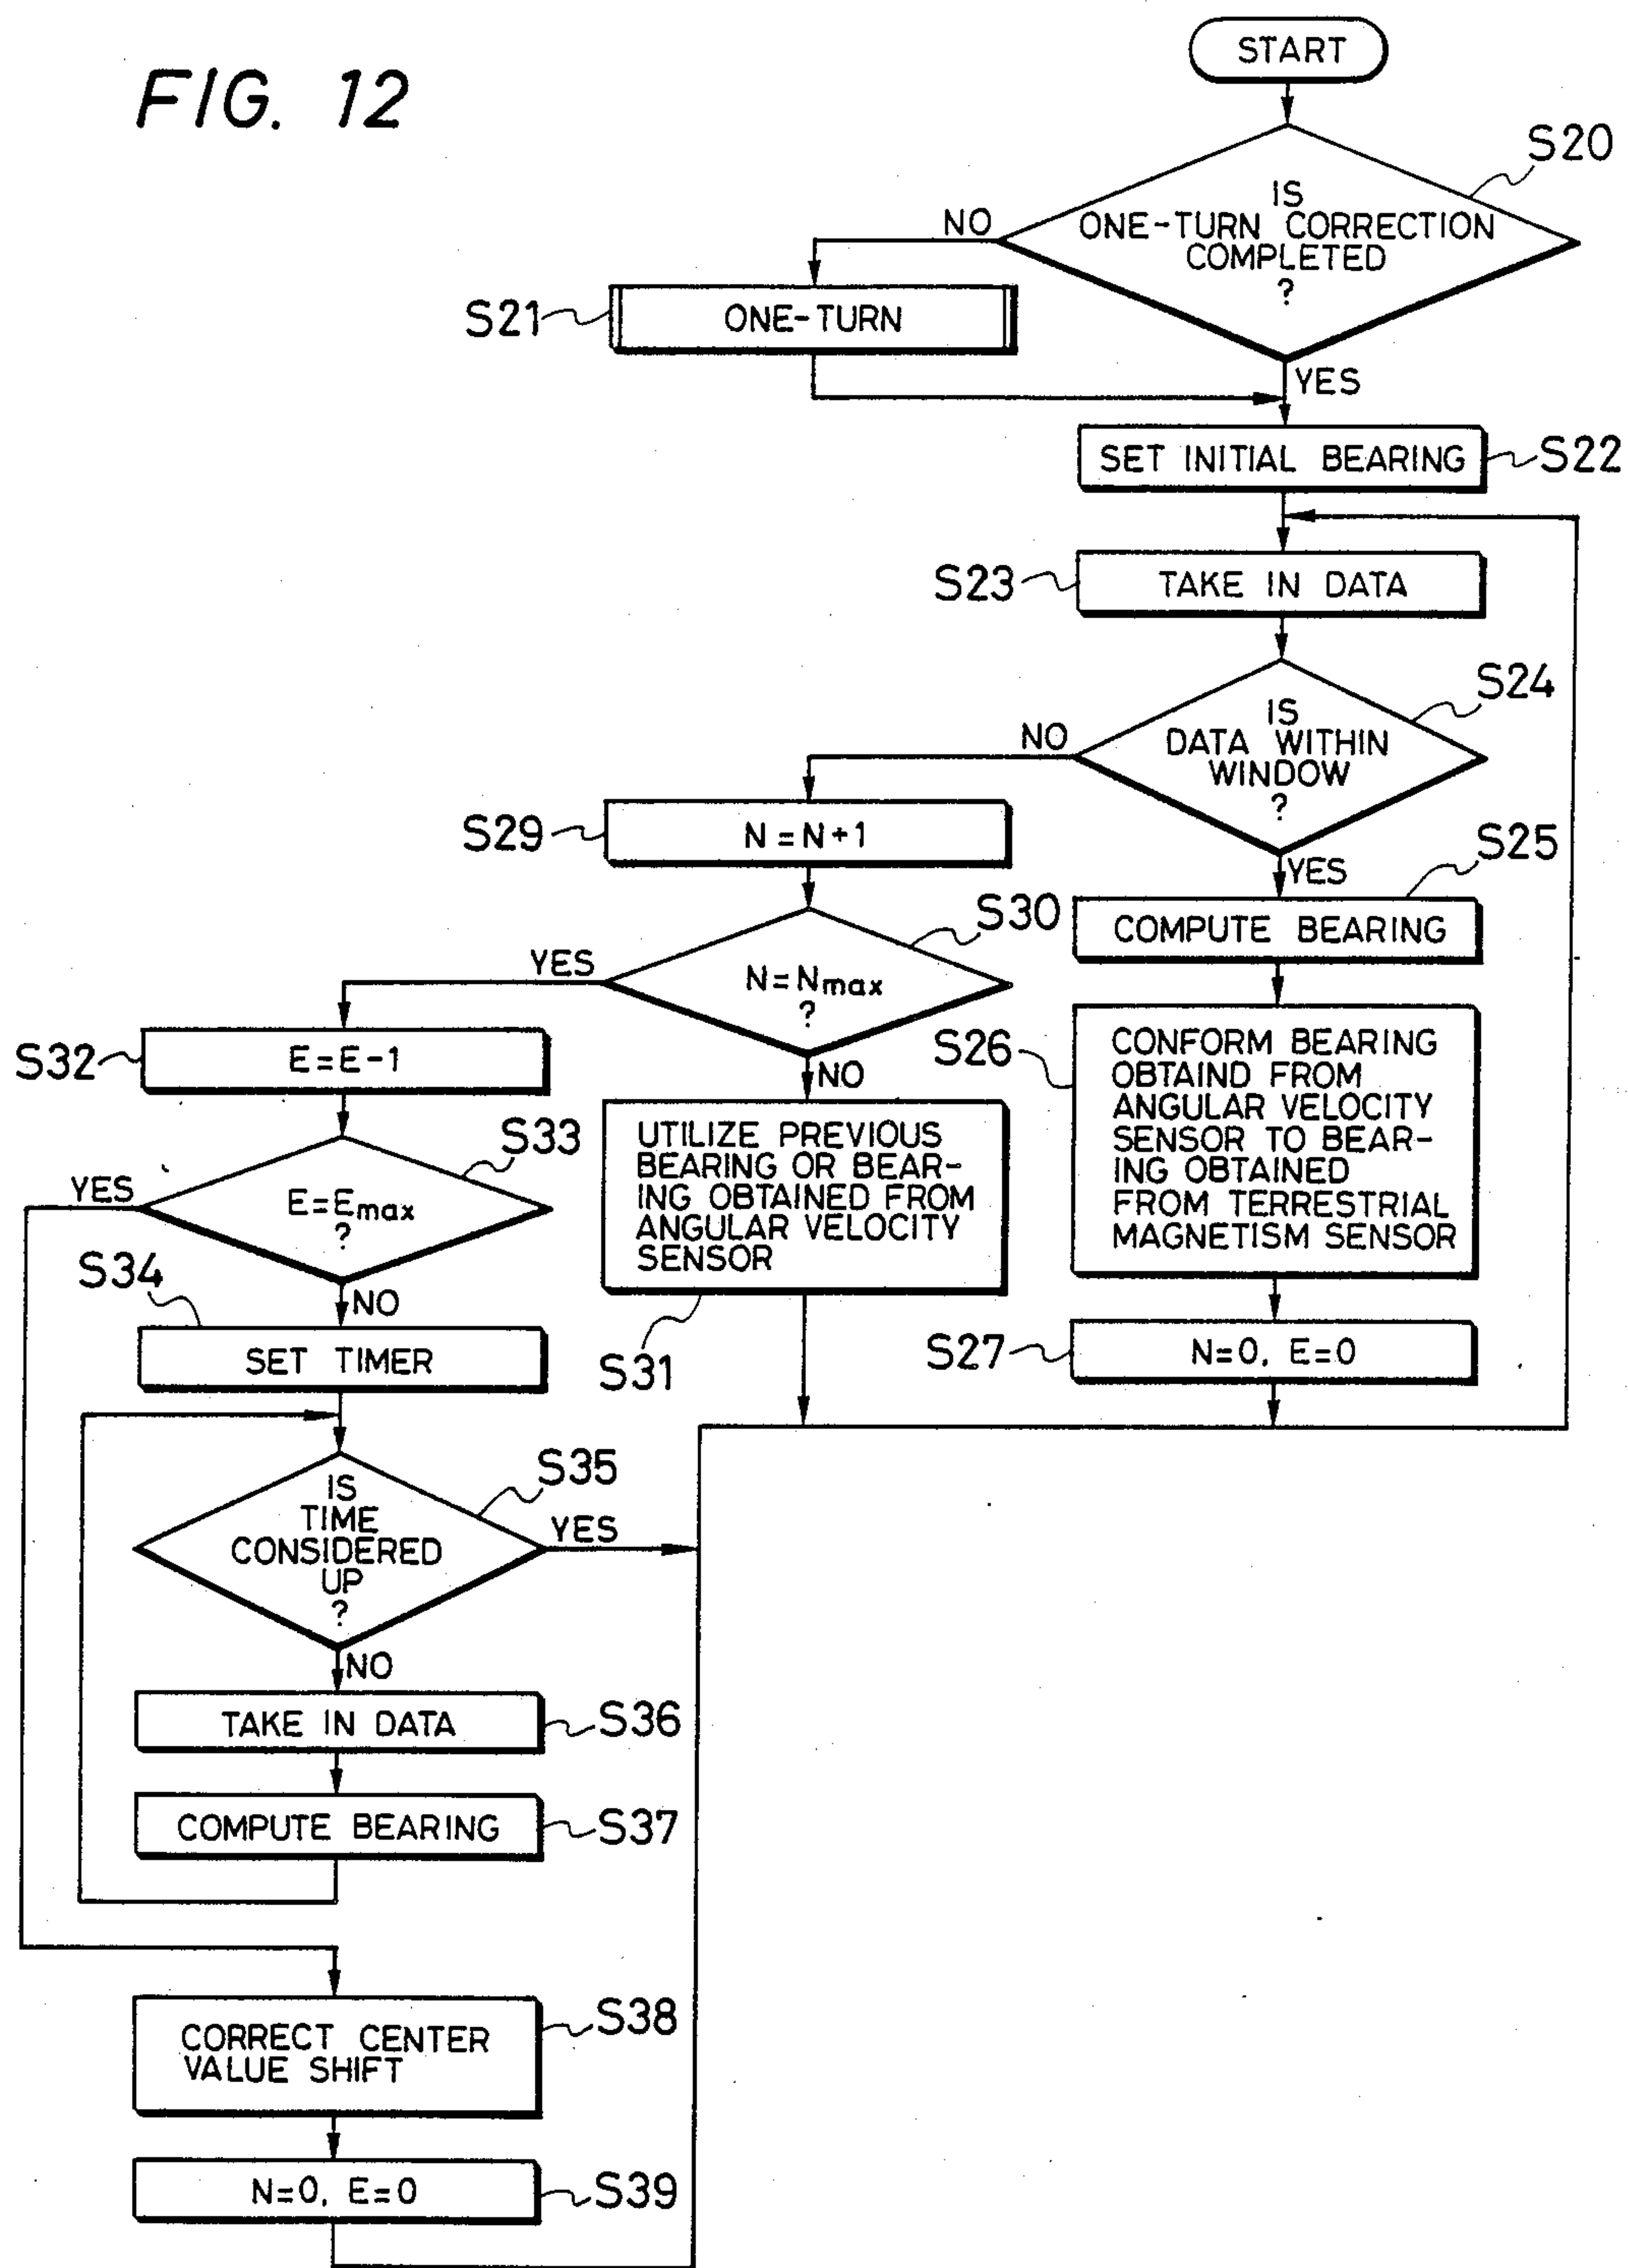 FIG. 12
START
S20
IS
ONE-TURN CORRECTION
COMPLETED
?
NO
YES
S21
ONE-TURN
SET INITIAL BEARING
S22
S23
TAKE IN DATA
S24
IS
DATA WITHIN
WINDOW
?
NO
YES
S29
N=N+1
S25
COMPUTE BEARING
S30
N=Nmax
?
YES
NO
S26
CONFORM BEARING
OBTAIND FROM
ANGULAR VELOCITY
SENSOR TO BEAR-
ING OBTAINED
FROM TERRESTRIAL
MAGNETISM SENSOR
S32
E=E-1
S33
E=Emax
?
YES
NO
UTILIZE PREVIOUS
BEARING OR BEAR-
ING OBTAINED FROM
ANGULAR VELOCITY
SENSOR
S31
S27
N=0, E=0
S34
SET TIMER
S35
IS
TIME
CONSIDERED
UP
?
YES
NO
TAKE IN DATA
S36
COMPUTE BEARING
S37
CORRECT CENTER
VALUE SHIFT
S38
N=0, E=0
S39